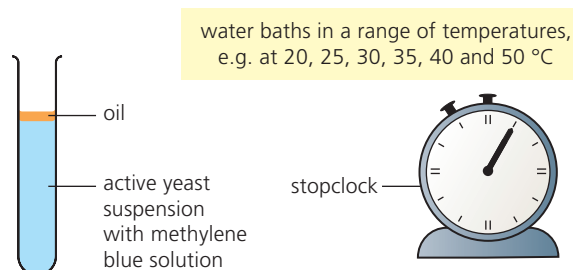 water baths in a range of temperatures,
e.g. at 20, 25, 30, 35, 40 and 50 °C
oil
active yeast
suspension
with methylene
blue solution
stopclock